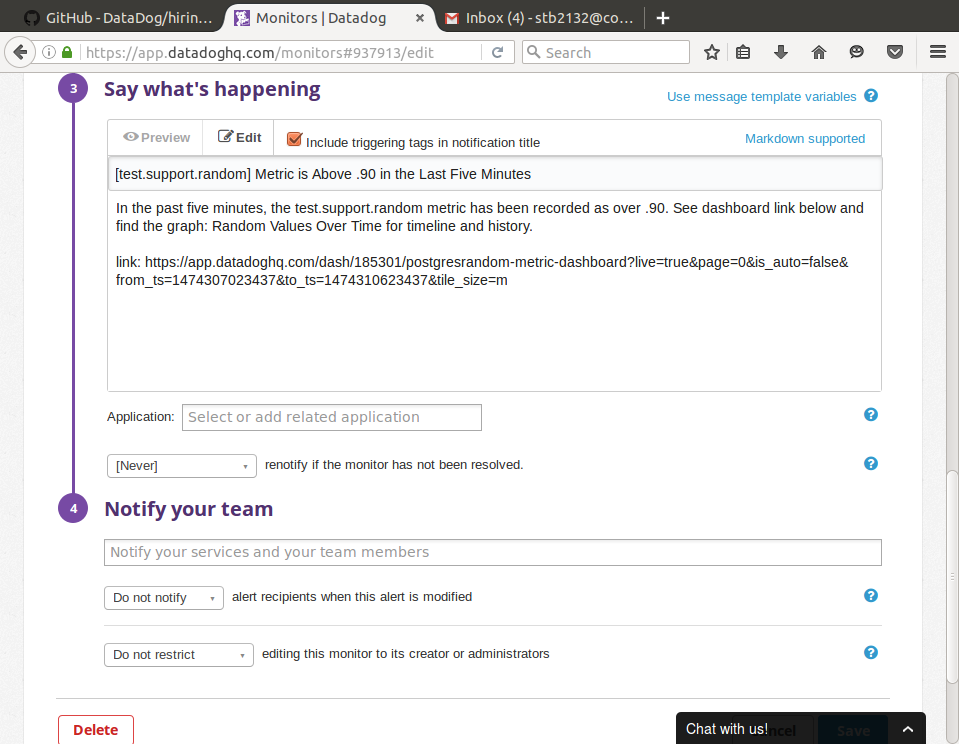 GitHub - DataDog/hirin...
Monitors | Datadog
Inbox (4) - stb2132@co...
https://app.datadoghq.com/monitors#937913/edit
Search
3
Say what's happening
Use message template variables
Preview
Edit
Include triggering tags in notification title
Markdown supported
[test.support.random] Metric is Above .90 in the Last Five Minutes
In the past five minutes, the test.support.random metric has been recorded as over .90. See dashboard link below and
find the graph: Random Values Over Time for timeline and history.
link: https://app.datadoghq.com/dash/185301/postgresrandom-metric-dashboard?live=true&page=0&is_auto=false&
from_ts=1474307023437&to_ts=1474310623437&tile_size=m
Application: Select or add related application
[Never] renotify if the monitor has not been resolved.
4
Notify your team
Notify your services and your team members
Do not notify alert recipients when this alert is modified
Do not restrict editing this monitor to its creator or administrators
Delete
Chat with us!
Save